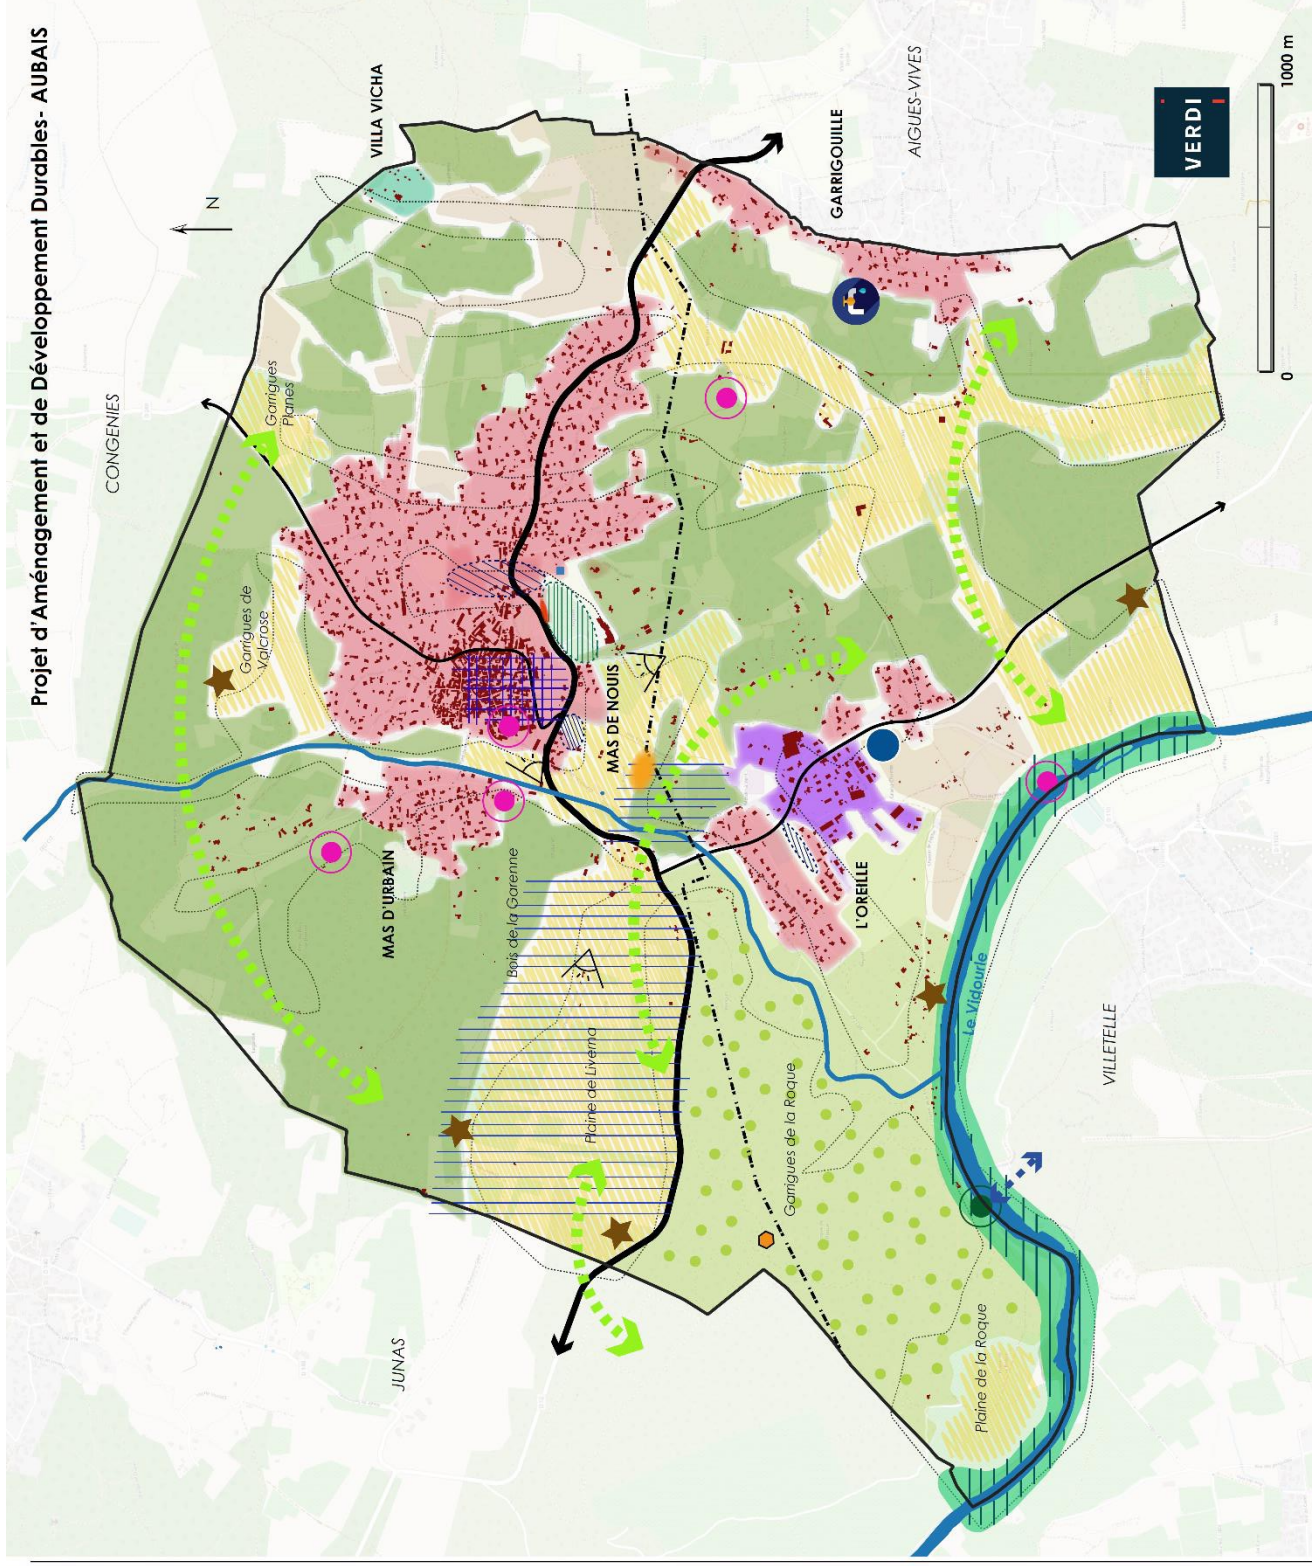 Projet d'Aménagement et de Développement Durables- AUBAIS
CONGENIES
VILLA VICHA
N
Garrigues
Planes
Garrigues de
Valcrose
AIGUES-VIVES
GARRIGOUILLE
MAS DE NOUIS
MAS D'URBAIN
Bois de la Garenne
L'OREILLE
Plaine de Liverna
Le Vidourle
Garrigues de la Roque
VILLETELLE
JUNAS
Plaine de la Roque
VERDI
0
1000 m